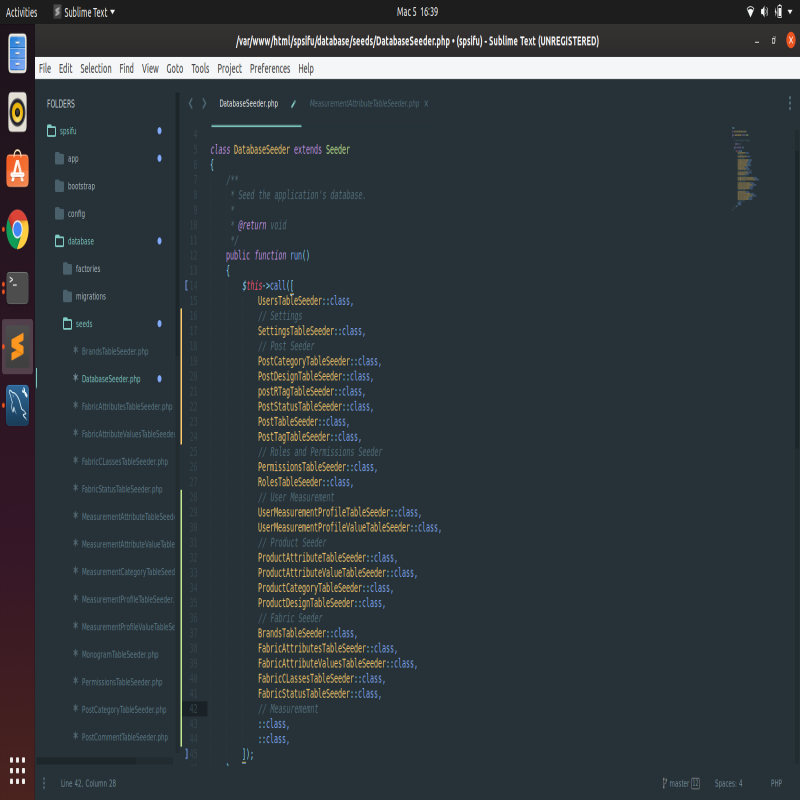 Activities
Sublime Text
Mac 5 16:39
/var/www/html/spsifu/database/seeds/DatabaseSeeder.php • (spsifu) - Sublime Text (UNREGISTERED)
File Edit Selection Find View Goto Tools Project Preferences Help
FOLDERS
spsifu
app
bootstrap
config
database
factories
migrations
seeds
BrandsTableSeeder.php
DatabaseSeeder.php
FabricAttributesTableSeeder.php
FabricAttributeValuesTableSeeder
FabricCLassesTableSeeder.php
FabricStatusTableSeeder.php
MeasurementAttributeTableSeed
MeasurementAttributeValueTable
MeasurementCategoryTableSeed
MeasurementProfileTableSeeder.
MeasurementProfileValueTableSe
MonogramTableSeeder.php
PermissionsTableSeeder.php
PostCategoryTableSeeder.php
PostCommentTableSeeder.php
DatabaseSeeder.php
MeasurementAttributeTableSeeder.php ×
4
5 class DatabaseSeeder extends Seeder
6 {
7 /**
8 * Seed the application's database.
9 *
10 * @return void
11 */
12 public function run()
13 {
14 $this->call([
15 UsersTableSeeder::class,
16 // Settings
17 SettingsTableSeeder::class,
18 // Post Seeder
19 PostCategoryTableSeeder::class,
20 PostDesignTableSeeder::class,
21 postRTagTableSeeder::class,
22 PostStatusTableSeeder::class,
23 PostTableSeeder::class,
24 PostTagTableSeeder::class,
25 // Roles and Permissions Seeder
26 PermissionsTableSeeder::class,
27 RolesTableSeeder::class,
28 // User Measurement
29 UserMeasurementProfileTableSeeder::class,
30 UserMeasurementProfileValueTableSeeder::class,
31 // Product Seeder
32 ProductAttributeTableSeeder::class,
33 ProductAttributeValueTableSeeder::class,
34 ProductCategoryTableSeeder::class,
35 ProductDesignTableSeeder::class,
36 // Fabric Seeder
37 BrandsTableSeeder::class,
38 FabricAttributesTableSeeder::class,
39 FabricAttributeValuesTableSeeder::class,
40 FabricCLassesTableSeeder::class,
41 FabricStatusTableSeeder::class,
42 // Measurememnt
43 ::class,
44 ::class,
45 ]);
Line 42, Column 28
master 12
Spaces: 4
PHP